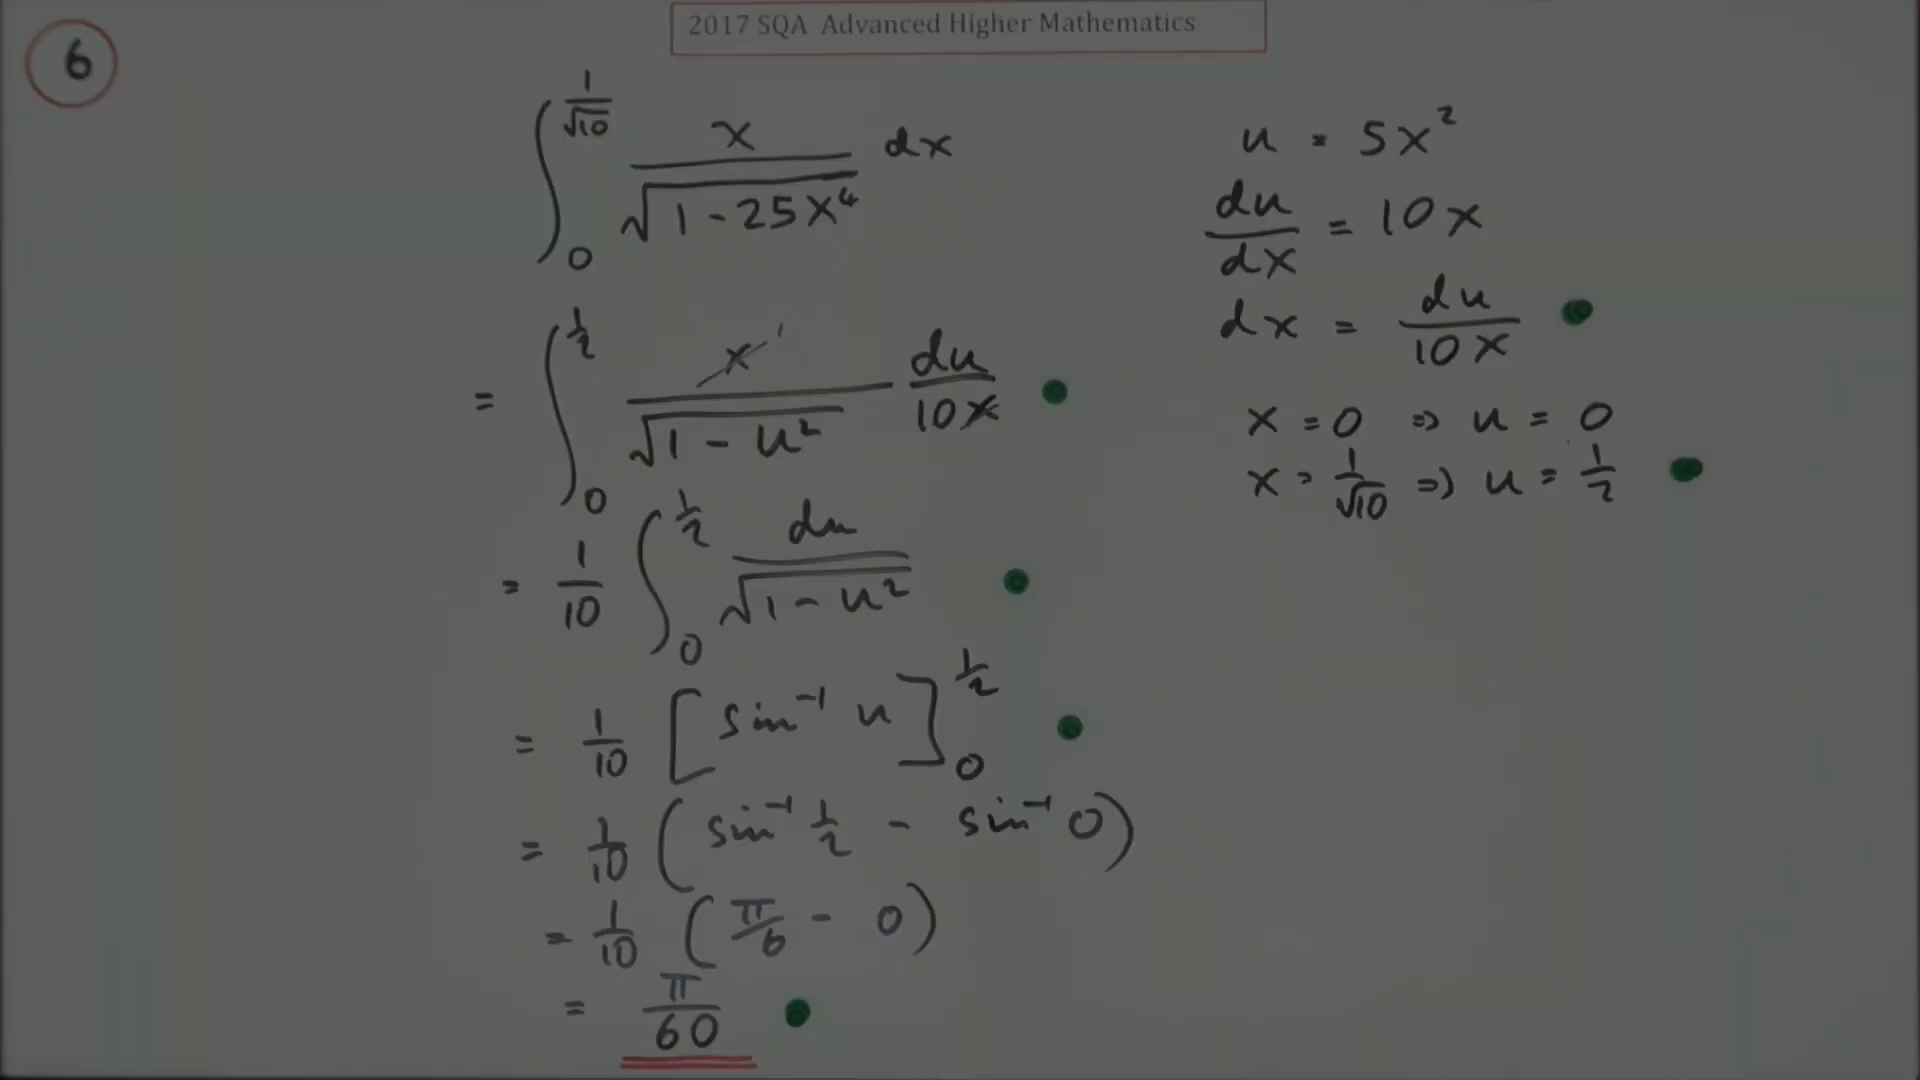 2017 SQA Advanced Higher Mathematics
6
∫₀^(1/√10) x/√(1-25x⁴) dx
= ∫₀^(1/2) x/√(1-u²) du/10x
= 1/10 ∫₀^(1/2) du/√(1-u²)
= 1/10 [sin⁻¹ u]₀^(1/2)
= 1/10 (sin⁻¹ 1/2 - sin⁻¹ 0)
= 1/10 (π/6 - 0)
= π/60
u = 5x²
du/dx = 10x
dx = du/10x
x = 0 ⇒ u = 0
x = 1/√10 ⇒ u = 1/2